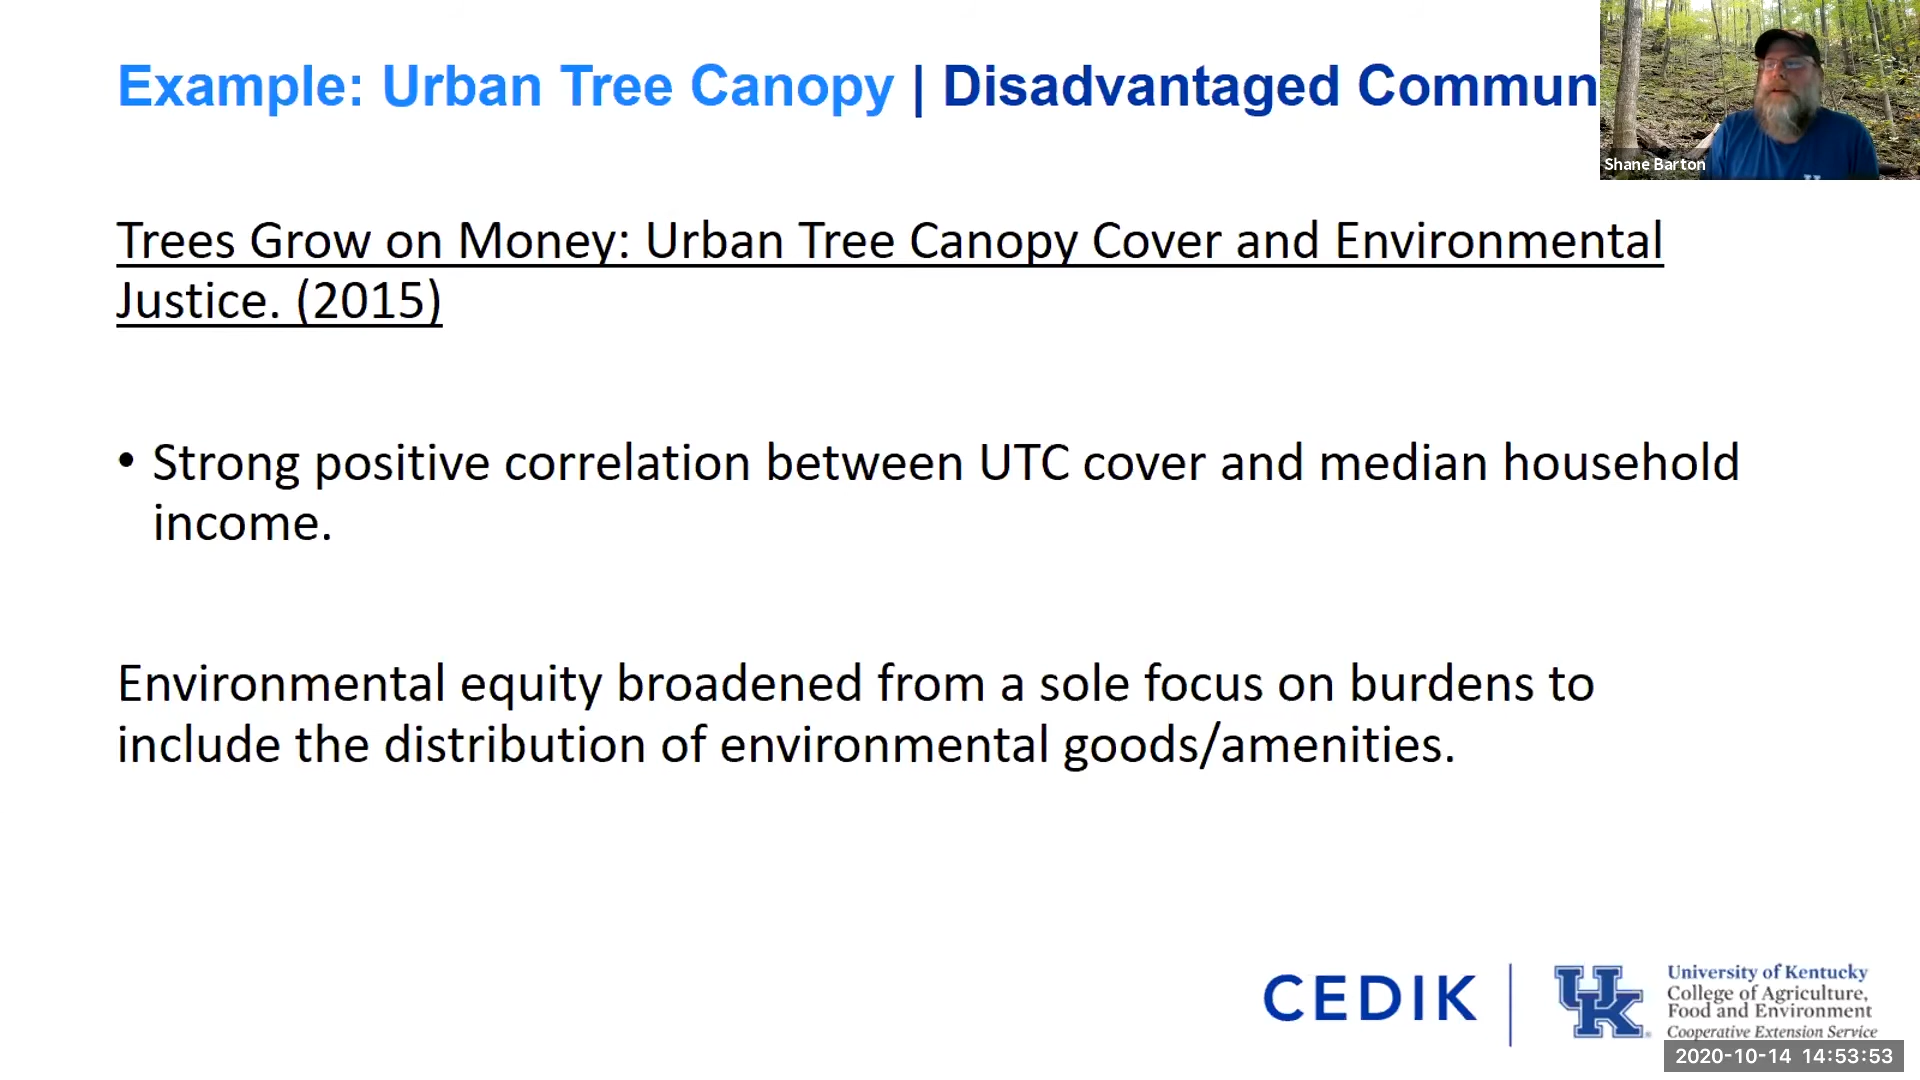 Example: Urban Tree Canopy | Disadvantaged Commun
Shane Barton
Trees Grow on Money: Urban Tree Canopy Cover and Environmental
Justice. (2015)
• Strong positive correlation between UTC cover and median household
income.
Environmental equity broadened from a sole focus on burdens to
include the distribution of environmental goods/amenities.
CEDIK
UK
University of Kentucky
College of Agriculture,
Food and Environment
Cooperative Extension Service
2020-10-14 14:53:53